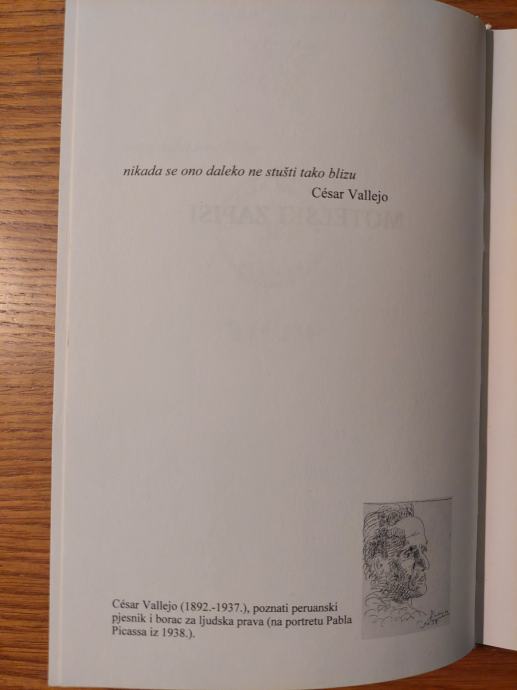 nikada se ono daleko ne stušti tako blizu
César Vallejo
César Vallejo (1892.-1937.), poznati peruanski
pjesnik i borac za ljudska prava (na portretu Pabla
Picassa iz 1938.).